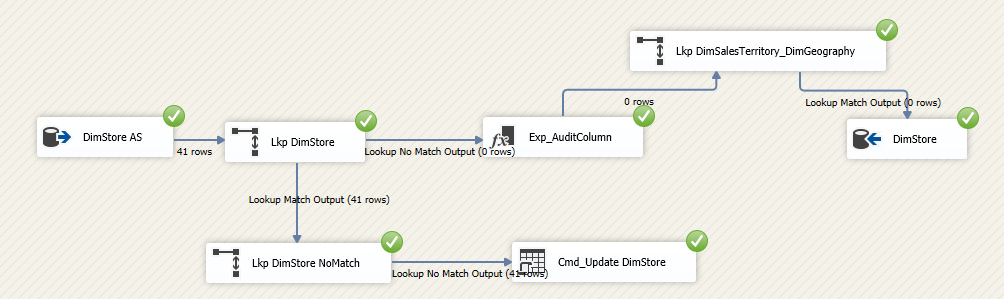 Lkp DimSalesTerritory_DimGeography
0 rows
Lookup Match Output (0 rows)
DimStore AS
41 rows
Lkp DimStore
Lookup No Match Output (0 rows)
fx
Exp_AuditColumn
DimStore
Lookup Match Output (41 rows)
Lkp DimStore NoMatch
Lookup No Match Output (41 rows)
Cmd_Update DimStore